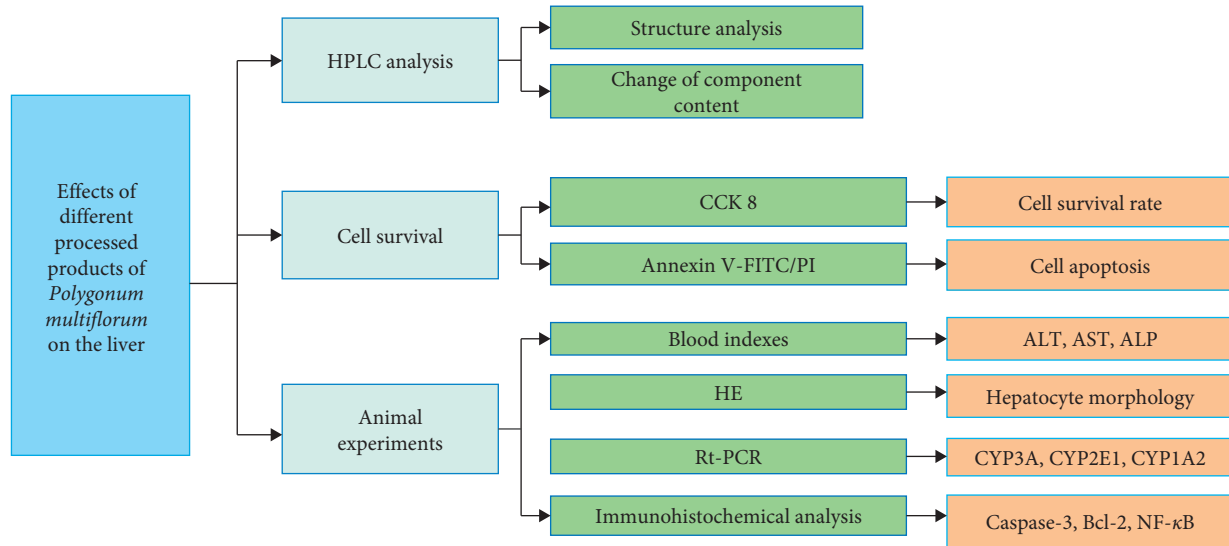 Effects of
different
processed
products of
Polygonum
multiflorum
on the liver
HPLC analysis
Structure analysis
Change of component
content
Cell survival
CCK 8
Cell survival rate
Annexin V-FITC/PI
Cell apoptosis
Animal
experiments
Blood indexes
ALT, AST, ALP
HE
Hepatocyte morphology
Rt-PCR
CYP3A, CYP2E1, CYP1A2
Immunohistochemical analysis
Caspase-3, Bcl-2, NF-κB